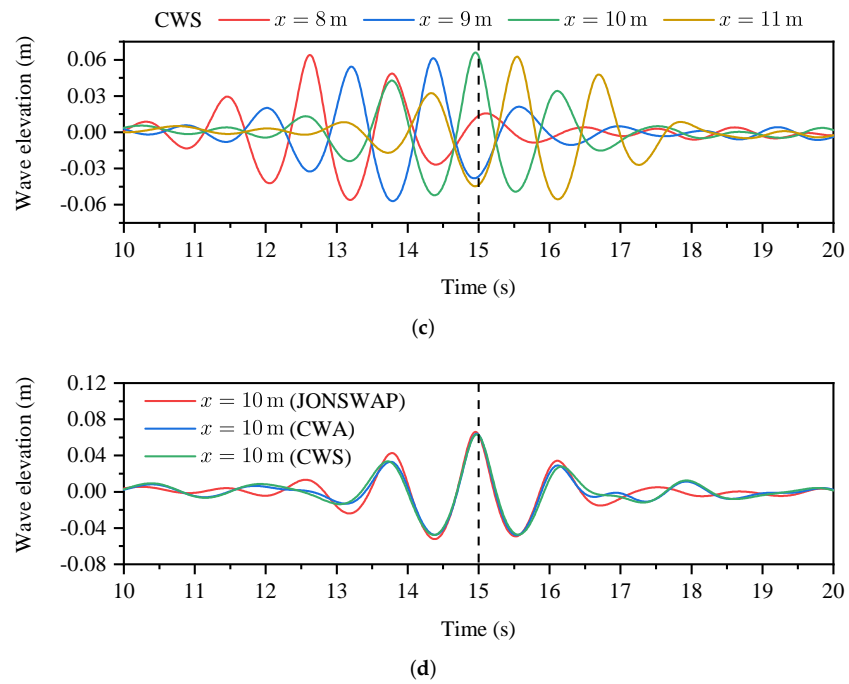 CWS x = 8 m x = 9 m x = 10 m x = 11 m
Wave elevation (m)
0.06
0.03
0.00
-0.03
-0.06
10 11 12 13 14 15 16 17 18 19 20
Time (s)
(c)
x = 10 m (JONSWAP)
x = 10 m (CWA)
x = 10 m (CWS)
Wave elevation (m)
0.12
0.08
0.04
0.00
-0.04
-0.08
10 11 12 13 14 15 16 17 18 19 20
Time (s)
(d)